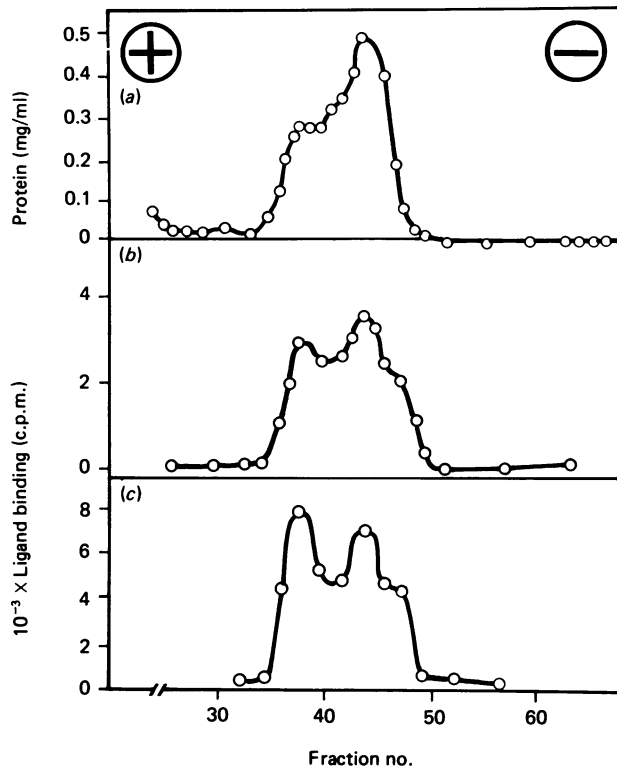 0.5
0.4
(a)
0.3
0.2
0.1
0
Protein (mg/ml)
(b)
4
2
0
(c)
8
6
4
2
0
10⁻³ × Ligand binding (c.p.m.)
30 40 50 60
Fraction no.